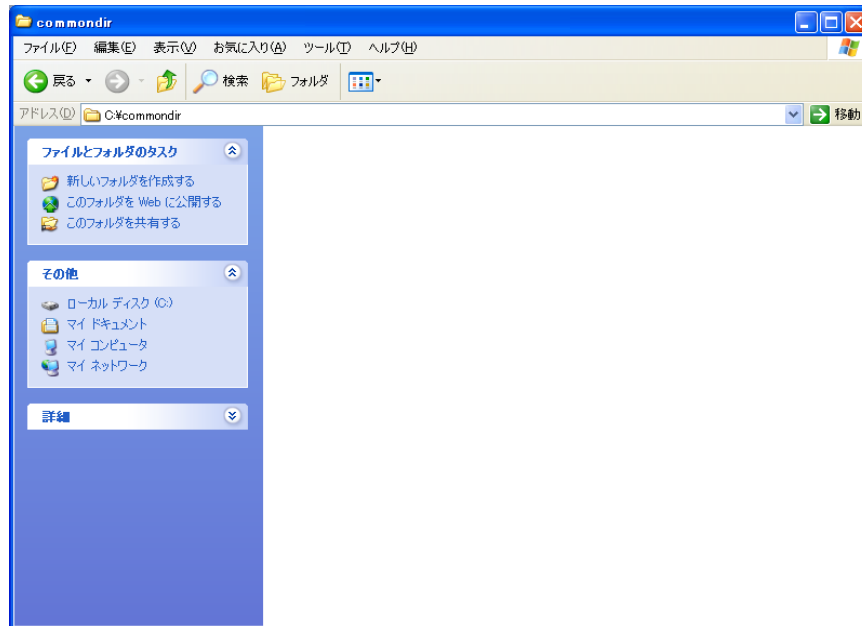 commondir
ファイル(F) 編集(E) 表示(V) お気に入り(A) ツール(T) ヘルプ(H)
戻る 検索 フォルダ
アドレス(D) C:¥commondir 移動
ファイルとフォルダのタスク
新しいフォルダを作成する
このフォルダを Web に公開する
このフォルダを共有する
その他
ローカル ディスク (C:)
マイ ドキュメント
マイ コンピュータ
マイ ネットワーク
詳細